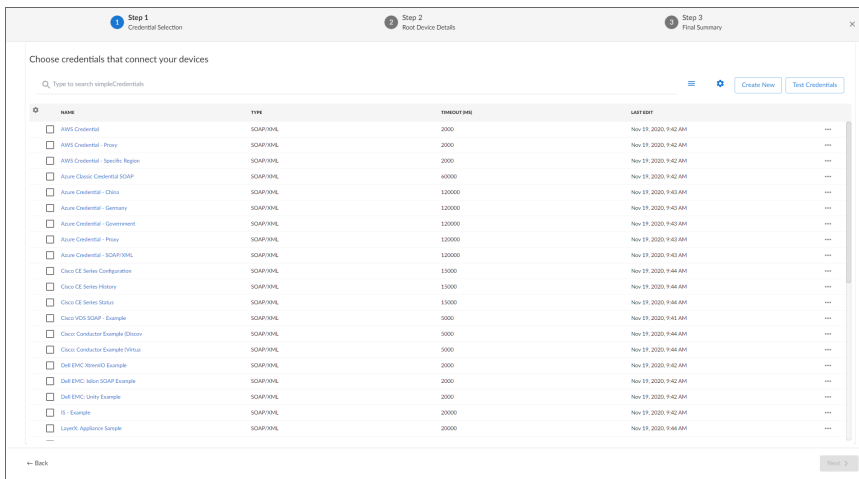 1 Step 1
Credential Selection
2 Step 2
Root Device Details
3 Step 3
Final Summary
Choose credentials that connect your devices
Type to search simpleCredentials
Create New
Test Credentials
NAME TYPE TIMEOUT (MS) LAST EDIT
AWS Credential SOAP/XML 2000 Nov 19, 2020, 9:42 AM
AWS Credential - Proxy SOAP/XML 2000 Nov 19, 2020, 9:42 AM
AWS Credential - Specific Region SOAP/XML 2000 Nov 19, 2020, 9:42 AM
Azure Classic Credential SOAP SOAP/XML 60000 Nov 19, 2020, 9:42 AM
Azure Credential - China SOAP/XML 120000 Nov 19, 2020, 9:43 AM
Azure Credential - Germany SOAP/XML 120000 Nov 19, 2020, 9:43 AM
Azure Credential - Government SOAP/XML 120000 Nov 19, 2020, 9:43 AM
Azure Credential - Proxy SOAP/XML 120000 Nov 19, 2020, 9:43 AM
Azure Credential - SOAP/XML SOAP/XML 120000 Nov 19, 2020, 9:43 AM
Cisco CE Series Configuration SOAP/XML 15000 Nov 19, 2020, 9:44 AM
Cisco CE Series History SOAP/XML 15000 Nov 19, 2020, 9:44 AM
Cisco CE Series Status SOAP/XML 15000 Nov 19, 2020, 9:44 AM
Cisco VOS SOAP - Example SOAP/XML 5000 Nov 19, 2020, 9:41 AM
Cisco: Conductor Example (Discov SOAP/XML 5000 Nov 19, 2020, 9:44 AM
Cisco: Conductor Example (Virtua SOAP/XML 5000 Nov 19, 2020, 9:44 AM
Dell EMC XtremIO Example SOAP/XML 2000 Nov 19, 2020, 9:42 AM
Dell EMC: Isilon SOAP Example SOAP/XML 2000 Nov 19, 2020, 9:42 AM
Dell EMC: Unity Example SOAP/XML 2000 Nov 19, 2020, 9:42 AM
IS - Example SOAP/XML 20000 Nov 19, 2020, 9:42 AM
LayerX: Appliance Sample SOAP/XML 20000 Nov 19, 2020, 9:44 AM
← Back
Next >